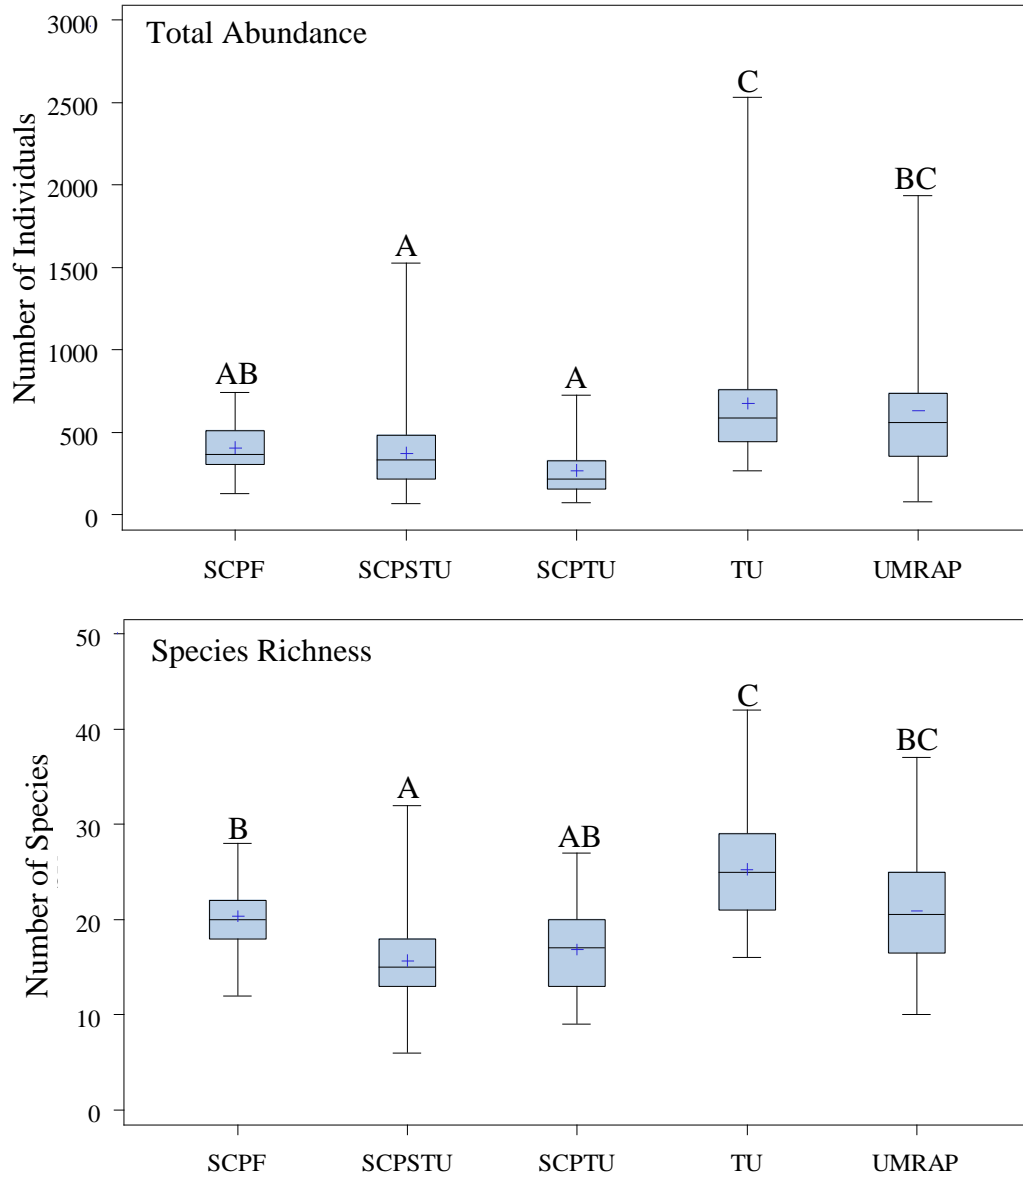 Total Abundance
Number of Individuals
3000
2500
2000
1500
1000
500
0
AB
A
A
C
BC
SCPF SCPSTU SCPTU TU UMRAP
Species Richness
Number of Species
50
40
30
20
10
0
B
A
AB
C
BC
SCPF SCPSTU SCPTU TU UMRAP